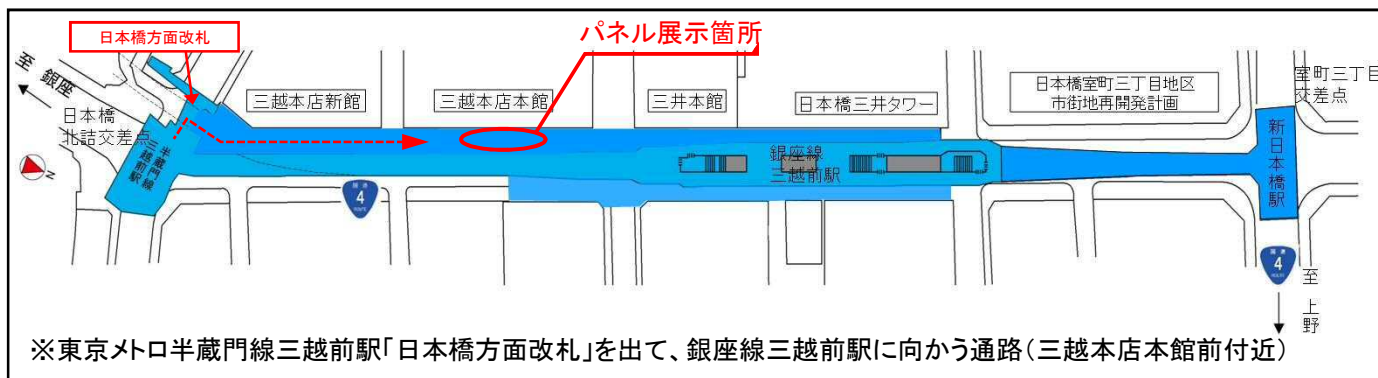 日本橋方面改札
パネル展示箇所
至 銀座
日本橋
北詰交差点
三越本店新館
三越本店本館
三井本館
日本橋三井タワー
日本橋室町三丁目地区
市街地再開発計画
室町三丁目
交差点
半蔵門線
三越前駅
銀座線
三越前駅
新日本橋駅
N
国道
4
ROUTE
国道
4
ROUTE
至 上野
※東京メトロ半蔵門線三越前駅「日本橋方面改札」を出て、銀座線三越前駅に向かう通路(三越本店本館前付近)